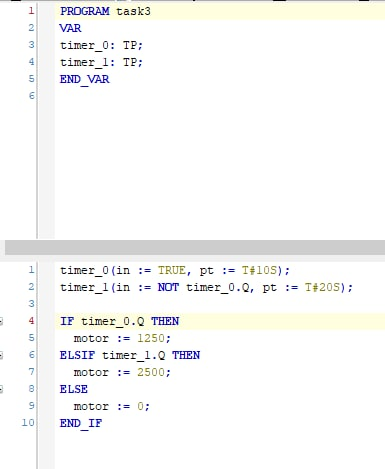 1 PROGRAM task3
2 VAR
3 timer_0: TP;
4 timer_1: TP;
5 END_VAR
6
1 timer_0(in := TRUE, pt := T#10S);
2 timer_1(in := NOT timer_0.Q, pt := T#20S);
3
4 IF timer_0.Q THEN
5 motor := 1250;
6 ELSIF timer_1.Q THEN
7 motor := 2500;
8 ELSE
9 motor := 0;
10 END_IF